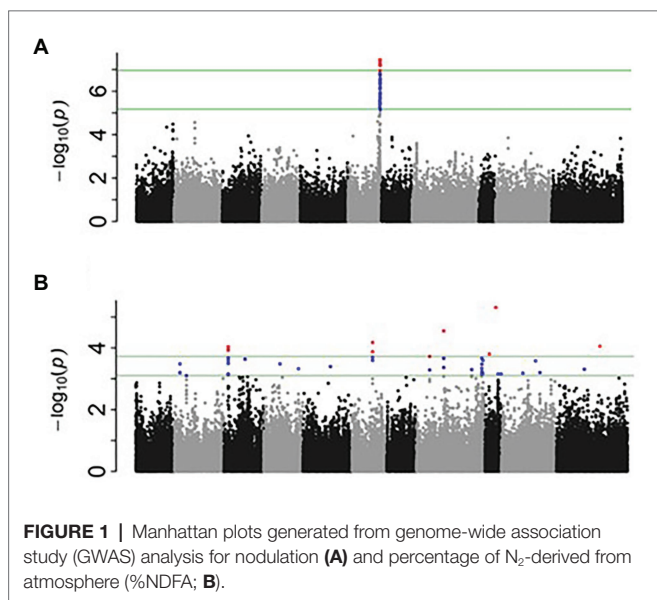 A
−log₁₀(p)
6
4
2
0
B
−log₁₀(p)
4
2
0
FIGURE 1 | Manhattan plots generated from genome-wide association
study (GWAS) analysis for nodulation (A) and percentage of N₂-derived from
atmosphere (%NDFA; B).